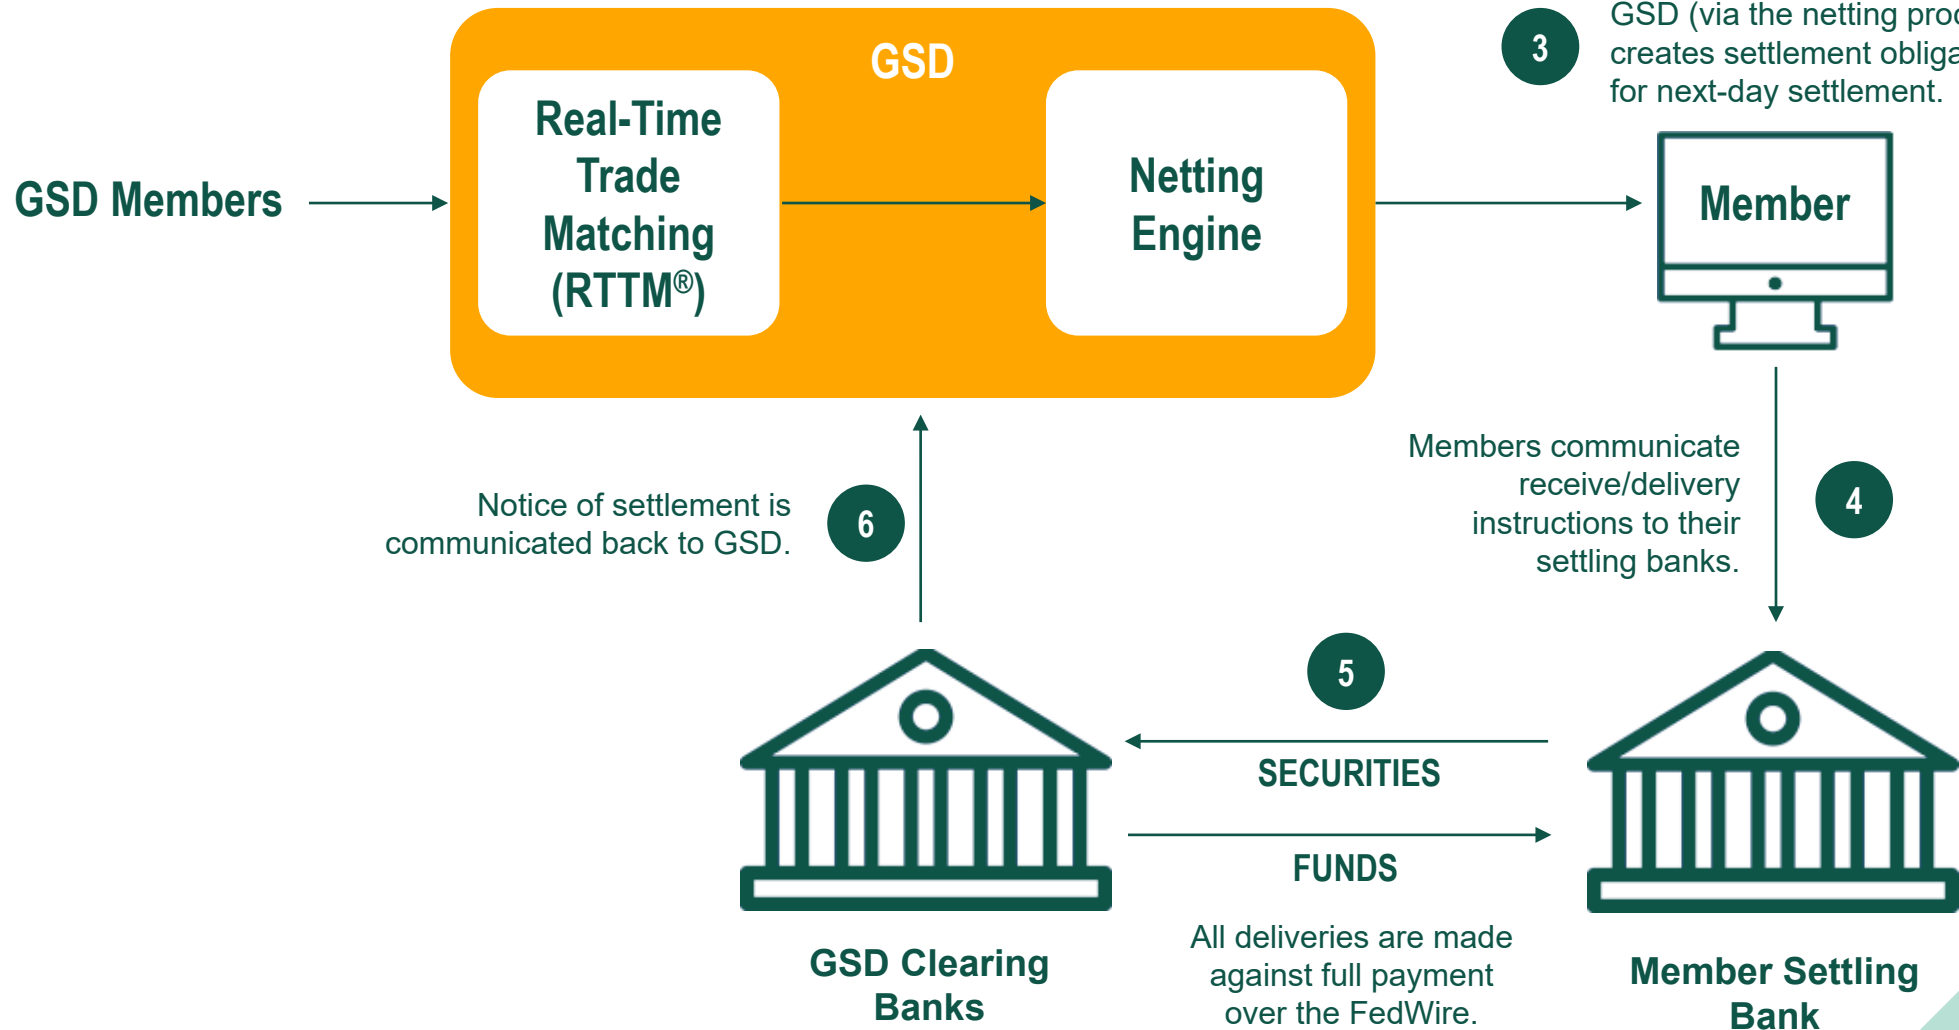 GSD
3
GSD (via the netting
creates settlement
for next-day settlement.
Real-Time
Trade
Matching
(RTTM®)
Netting
Engine
GSD Members
Member
Members communicate
receive/delivery
instructions to their
settling banks.
4
Notice of settlement is
communicated back to GSD.
6
5
SECURITIES
FUNDS
All deliveries are made
against full payment
over the FedWire.
GSD Clearing
Banks
Member Settling
Bank